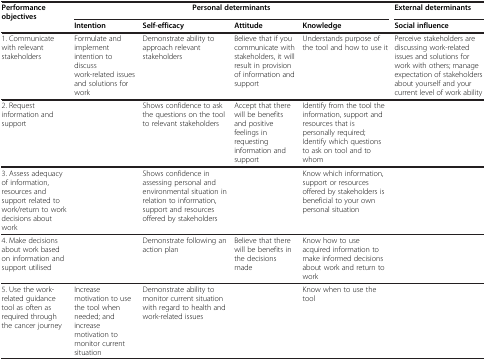 Performance objectives | Personal determinants | External determinants
Intention | Self-efficacy | Attitude | Knowledge | Social influence
1. Communicate with relevant stakeholders | Formulate and implement intention to discuss work-related issues and solutions for work | Demonstrate ability to approach relevant stakeholders | Believe that if you communicate with stakeholders, it will result in provision of information and support | Understands purpose of the tool and how to use it | Perceive stakeholders are discussing work-related issues and solutions for work with others; manage expectation of stakeholders about yourself and your current level of work ability
2. Request information and support | | Shows confidence to ask the questions on the tool to relevant stakeholders | Accept that there will be benefits and positive feelings in requesting information and support | Identify from the tool the information, support and resources that is personally required; Identify which questions to ask on tool and to whom |
3. Assess adequacy of information, resources and support related to work/return to work decisions about work | | Shows confidence in assessing personal and environmental situation in relation to information, support and resources offered by stakeholders | | Know which information, support or resources offered by stakeholders is beneficial to your own personal situation |
4. Make decisions about work based on information and support utilised | | Demonstrate following an action plan | Believe that there will be benefits in the decisions made | Know how to use acquired information to make informed decisions about work and return to work |
5. Use the work-related guidance tool as often as required through the cancer journey | Increase motivation to use the tool when needed; and increase motivation to monitor current situation | Demonstrate ability to monitor current situation with regard to health and work-related issues | | Know when to use the tool |